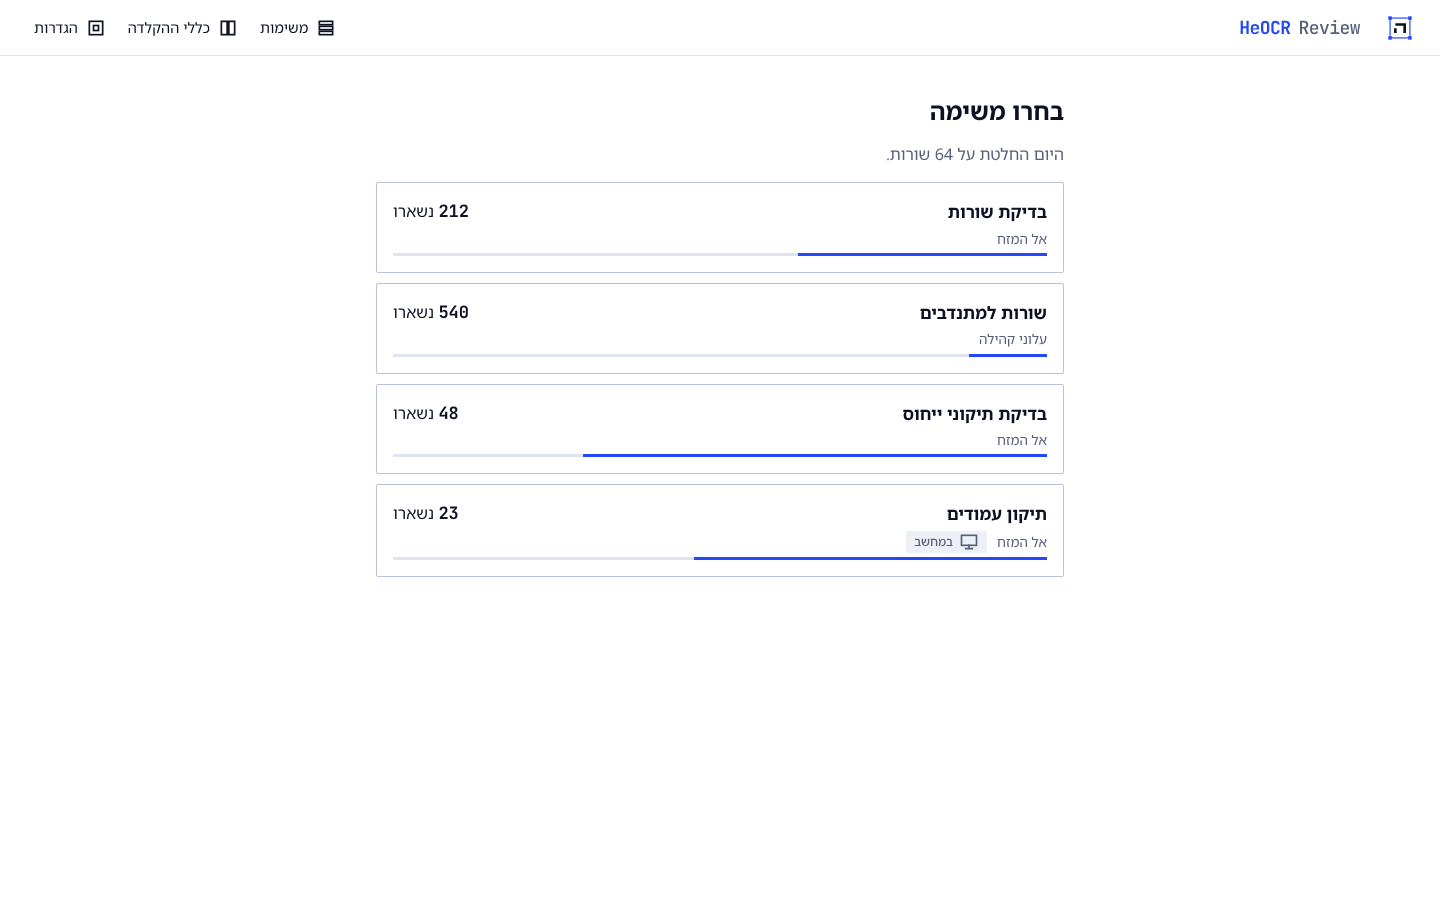 ה HeOCR Review
משימות
כללי ההקלדה
הגדרות
בחרו משימה
היום החלטת על 64 שורות.
בדיקת שורות
212 נשארו
אל המזח
שורות למתנדבים
540 נשארו
עלוני קהילה
בדיקת תיקוני ייחוס
48 נשארו
אל המזח
תיקון עמודים
23 נשארו
אל המזח
במחשב